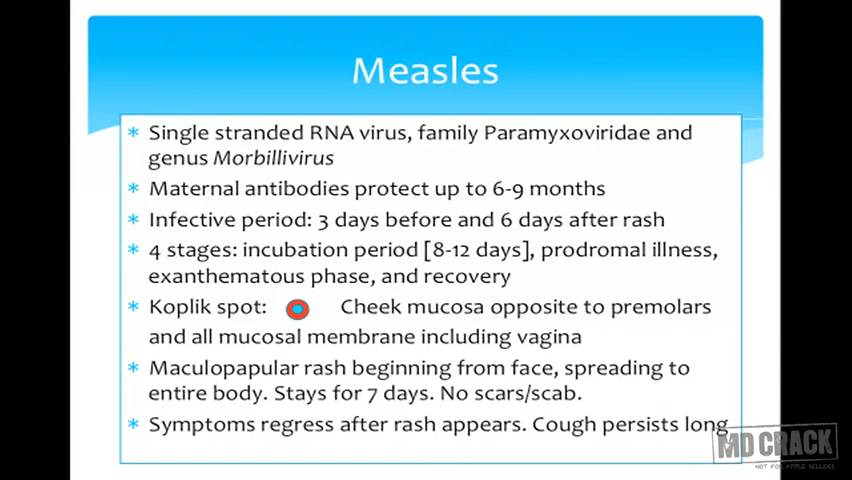 Measles
* Single stranded RNA virus, family Paramyxoviridae and
genus Morbillivirus
* Maternal antibodies protect up to 6-9 months
* Infective period: 3 days before and 6 days after rash
* 4 stages: incubation period [8-12 days], prodromal illness,
exanthematous phase, and recovery
* Koplik spot: Cheek mucosa opposite to premolars
and all mucosal membrane including vagina
* Maculopapular rash beginning from face, spreading to
entire body. Stays for 7 days. No scars/scab.
* Symptoms regress after rash appears. Cough persists long
MD CRACK
NOT FOR APPLE SELLERS